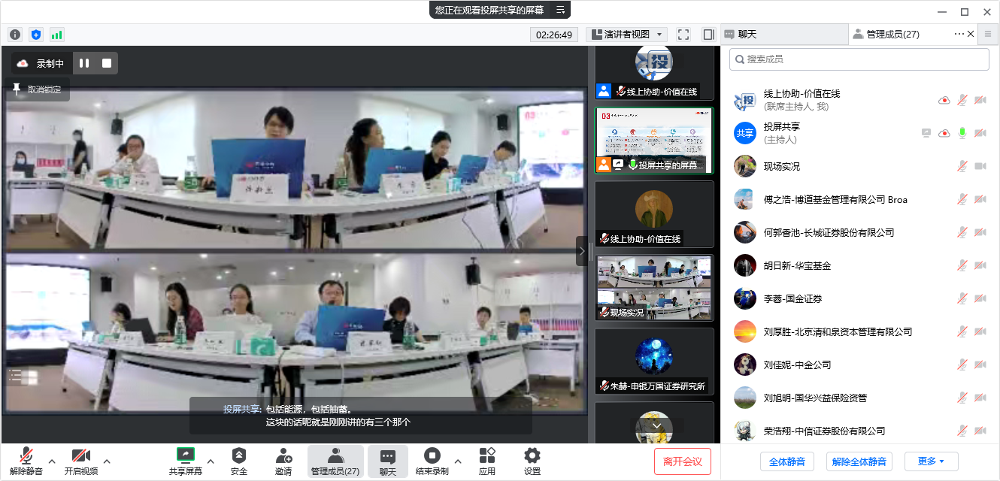 您正在观看投屏共享的屏幕
02:26:49
演讲者视图
聊天
管理成员(27)
录制中
取消锁定
搜索成员
线上协助-价值在线
03
投屏共享的屏幕...
线上协助-价值在线
现场实况
朱赫-申银万国证券研究所
线上协助-价值在线
(联席主持人, 我)
共享
投屏共享
(主持人)
现场实况
傅之浩-博道基金管理有限公司 Broa
何郭香池-长城证券股份有限公司
胡日新-华宝基金
李蓉-国金证券
刘厚胜-北京清和泉资本管理有限公司
刘佳妮-中金公司
刘旭明-国华兴益保险资管
荣浩翔-中信证券股份有限公司
投屏共享: 包括能源，包括抽蓄。
这块的话呢就是刚刚讲的有三个那个
解除静音
开启视频
共享屏幕
安全
邀请
管理成员(27)
聊天
结束录制
应用
设置
离开会议
全体静音
解除全体静音
更多